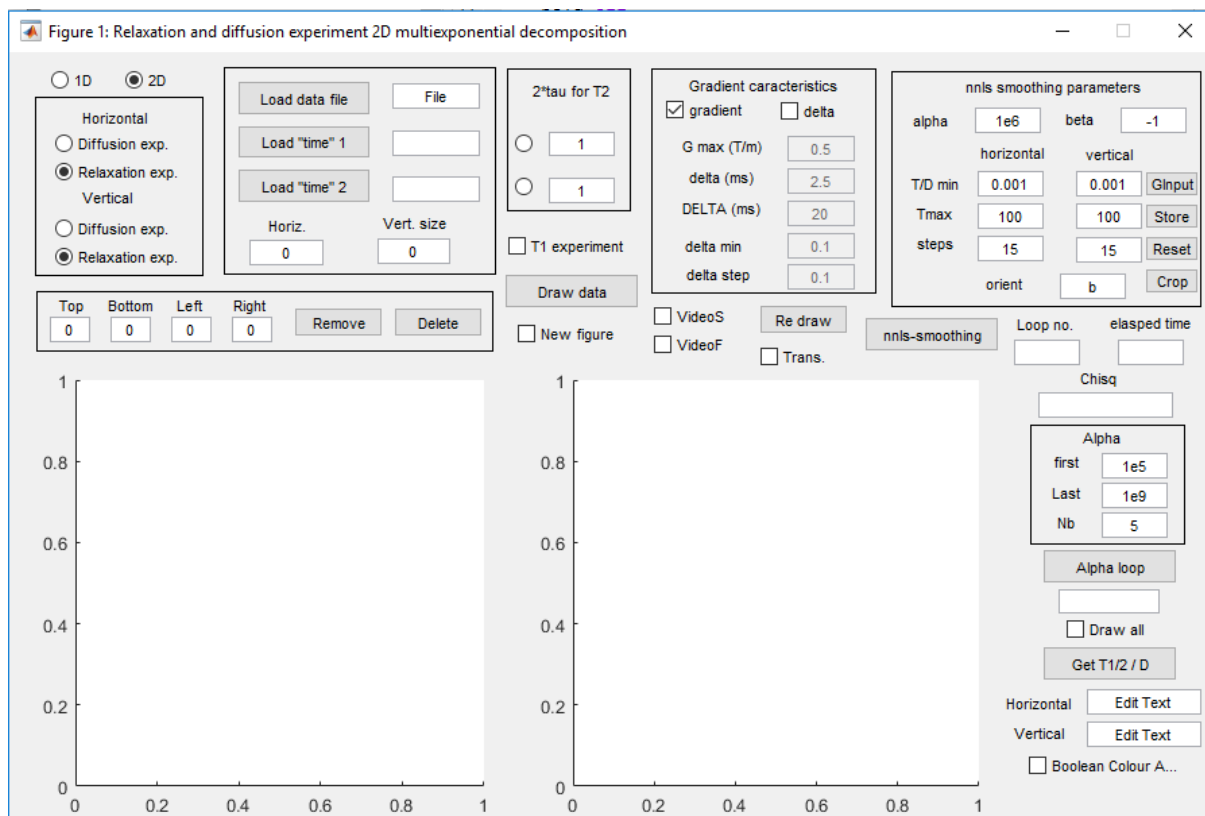 Figure 1: Relaxation and diffusion experiment 2D multiexponential decomposition
1D 2D
Horizontal
Diffusion exp.
Relaxation exp.
Vertical
Diffusion exp.
Relaxation exp.
Load data file File
Load "time" 1
Load "time" 2
Horiz. Vert. size
0 0
2*tau for T2
1
1
T1 experiment
Draw data
New figure
Gradient caracteristics
gradient delta
G max (T/m) 0.5
delta (ms) 2.5
DELTA (ms) 20
delta min 0.1
delta step 0.1
nnls smoothing parameters
alpha 1e6 beta -1
horizontal vertical
T/D min 0.001 0.001 GInput
Tmax 100 100 Store
steps 15 15 Reset
orient b Crop
Top Bottom Left Right
0 0 0 0 Remove Delete
VideoS
VideoF
Re draw
Trans.
nnls-smoothing
Loop no. elasped time
Chisq
Alpha
first 1e5
Last 1e9
Nb 5
Alpha loop
Draw all
Get T1/2 / D
Horizontal Edit Text
Vertical Edit Text
Boolean Colour A...
1
0.8
0.6
0.4
0.2
0
0 0.2 0.4 0.6 0.8 1
1
0.8
0.6
0.4
0.2
0
0 0.2 0.4 0.6 0.8 1